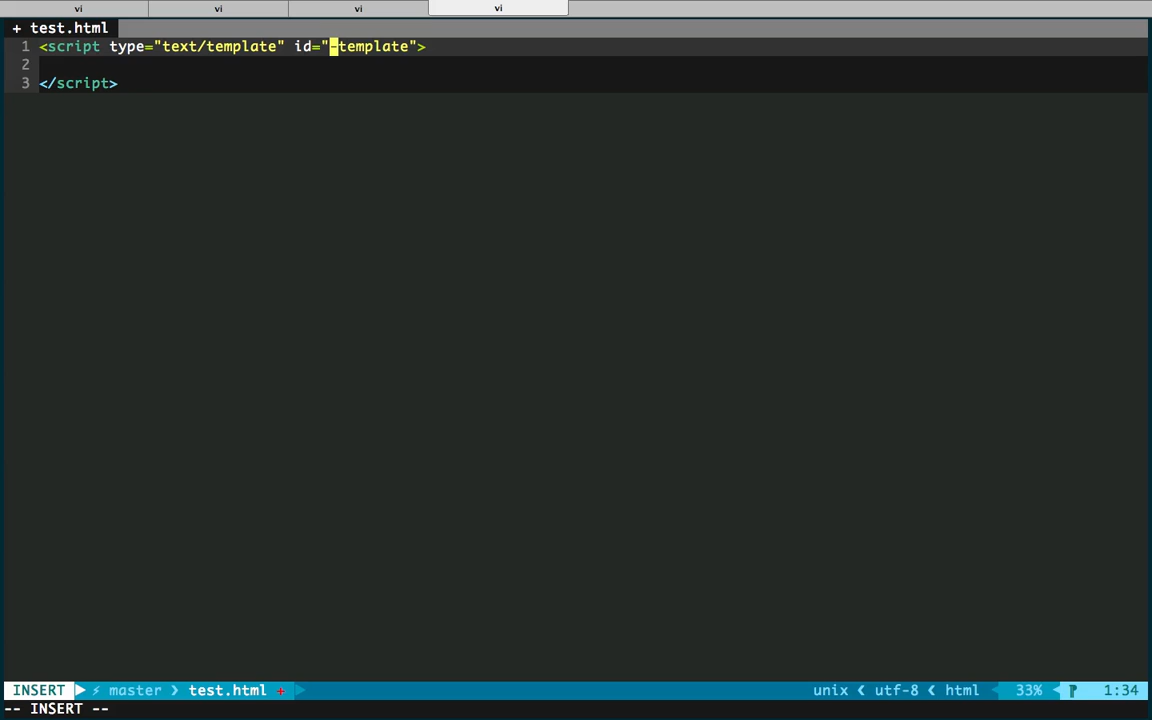 vi vi vi vi
+ test.html
1 <script type="text/template" id="-template">
2
3 </script>
INSERT ⚡ master ❯ test.html + unix ❮ utf-8 ❮ html 33% 1:34
-- INSERT --